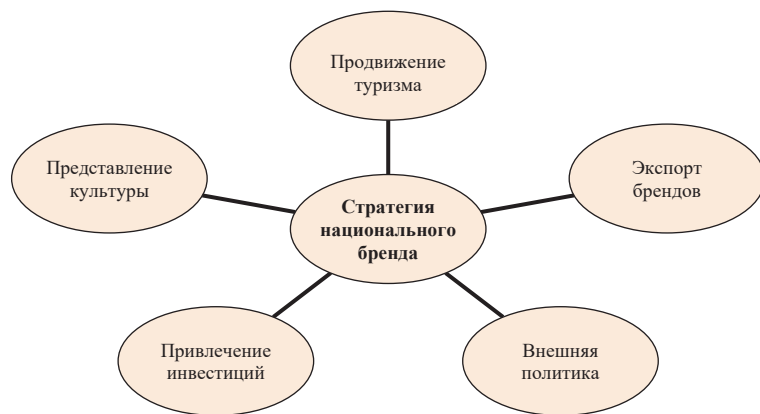 Продвижение
туризма
Представление
культуры
Экспорт
брендов
Стратегия
национального
бренда
Привлечение
инвестиций
Внешняя
политика